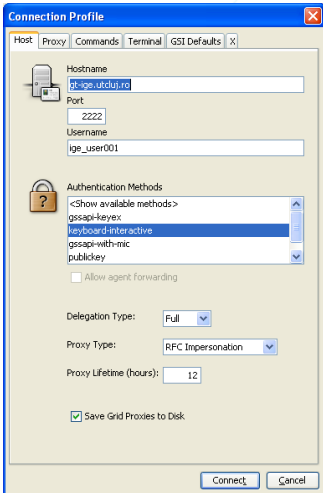 Connection Profile
Host Proxy Commands Terminal GSI Defaults X
Hostname
gt-ige.utcluj.ro
Port
2222
Username
ige_user001
Authentication Methods
<Show available methods>
gssapi-keyex
keyboard-interactive
gssapi-with-mic
publickey
Allow agent forwarding
Delegation Type: Full
Proxy Type: RFC Impersonation
Proxy Lifetime (hours): 12
Save Grid Proxies to Disk
Connect Cancel